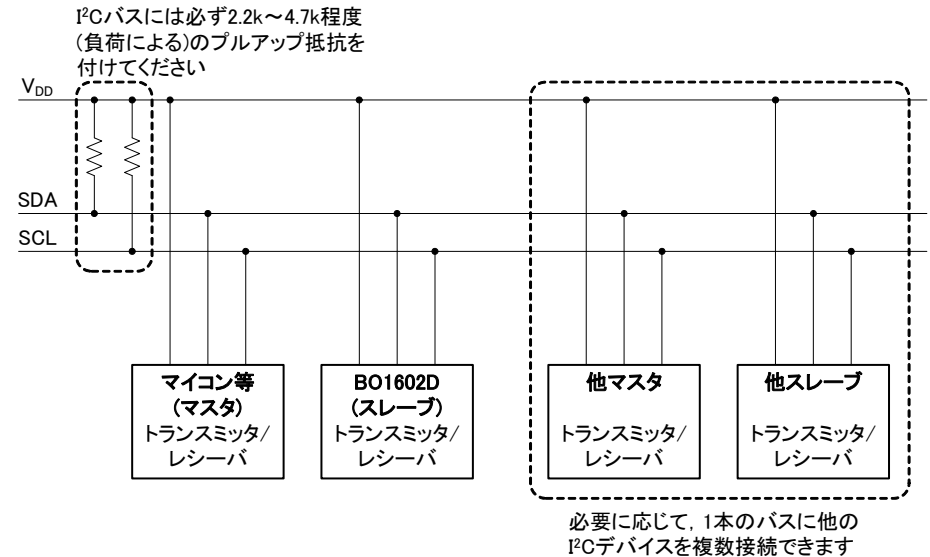 I²Cバスには必ず2.2k～4.7k程度
(負荷による)のプルアップ抵抗を
付けてください
VDD
SDA
SCL
マイコン等
(マスタ)
トランスミッタ/
レシーバ
BO1602D
(スレーブ)
トランスミッタ/
レシーバ
他マスタ
トランスミッタ/
レシーバ
他スレーブ
トランスミッタ/
レシーバ
必要に応じて，1本のバスに他の
I²Cデバイスを複数接続できます